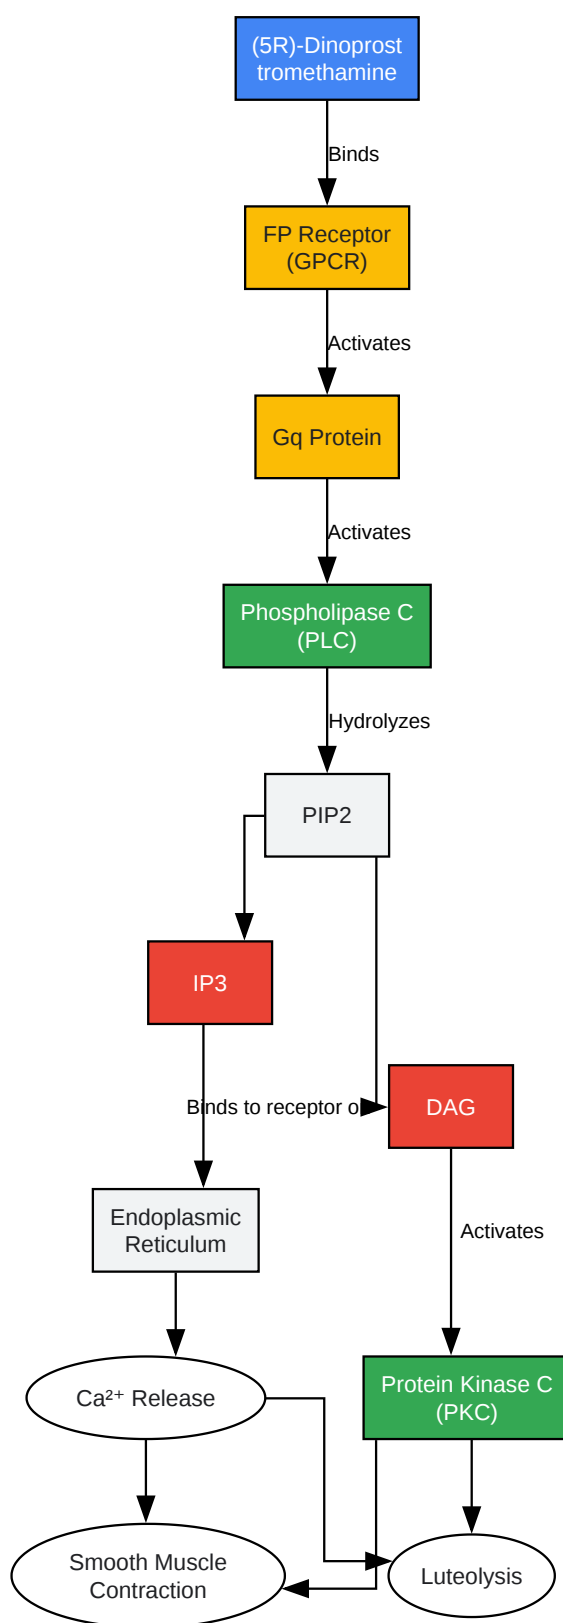 (5R)-Dinoprost
tromethamine
Binds
FP Receptor
(GPCR)
Activates
Gq Protein
Activates
Phospholipase C
(PLC)
Hydrolyzes
PIP2
IP3
Binds to receptor o
DAG
Endoplasmic
Reticulum
Activates
Ca²⁺ Release
Protein Kinase C
(PKC)
Smooth Muscle
Contraction
Luteolysis